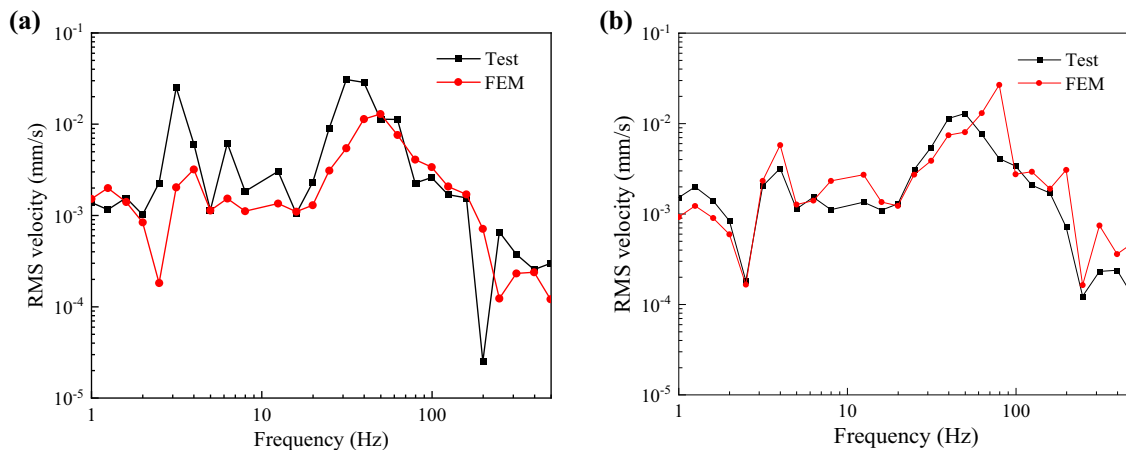 (a)
10⁻¹
10⁻²
10⁻³
10⁻⁴
10⁻⁵
RMS velocity (mm/s)
Test
FEM
1
10
100
Frequency (Hz)
(b)
10⁻¹
10⁻²
10⁻³
10⁻⁴
10⁻⁵
RMS velocity (mm/s)
Test
FEM
1
10
100
Frequency (Hz)